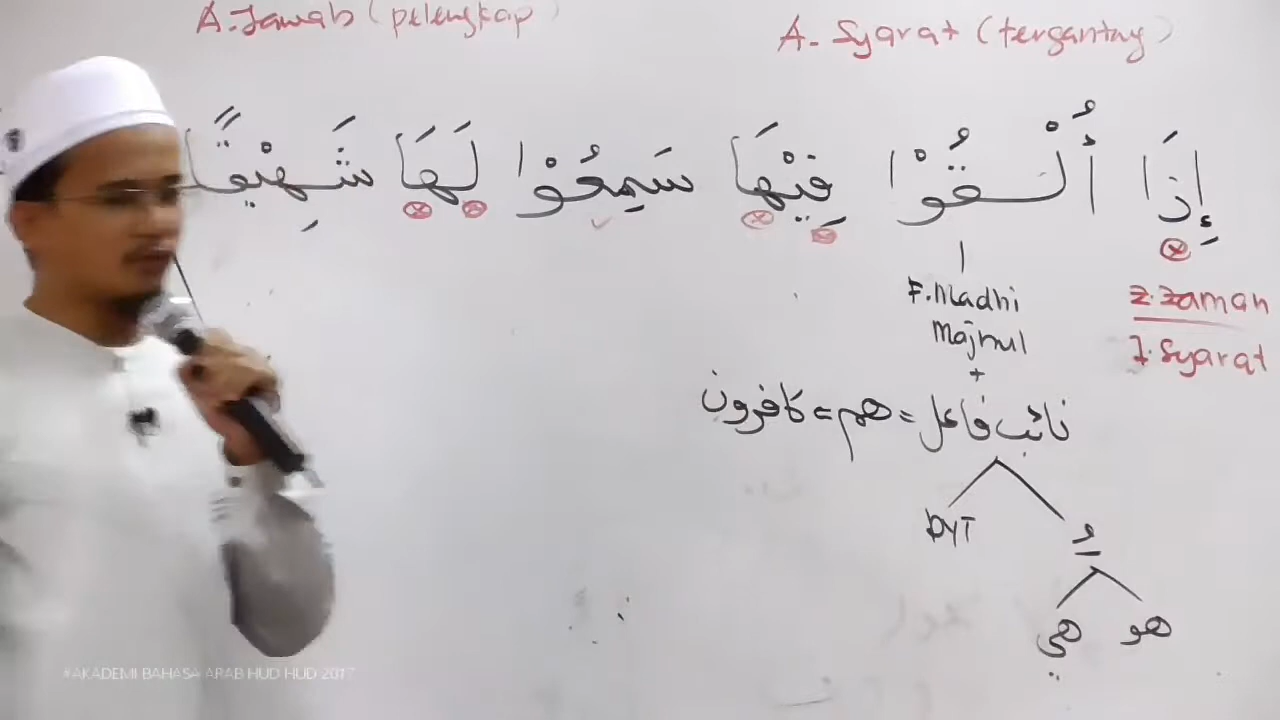 A. Syarat (tergantung) A. Jawab (pelengkap)
إِذَا أُلْقُوْا فِيْهَا سَمِعُوْا لَهَا شَهِيْقًا
F. Madhi
Majhul
+
Z. Zaman
J. Syarat
نائب فاعل = هم = كافرون
DYT
ـُ
هو هي
#AKADEMI BAHASA ARAB HUD HUD 2017